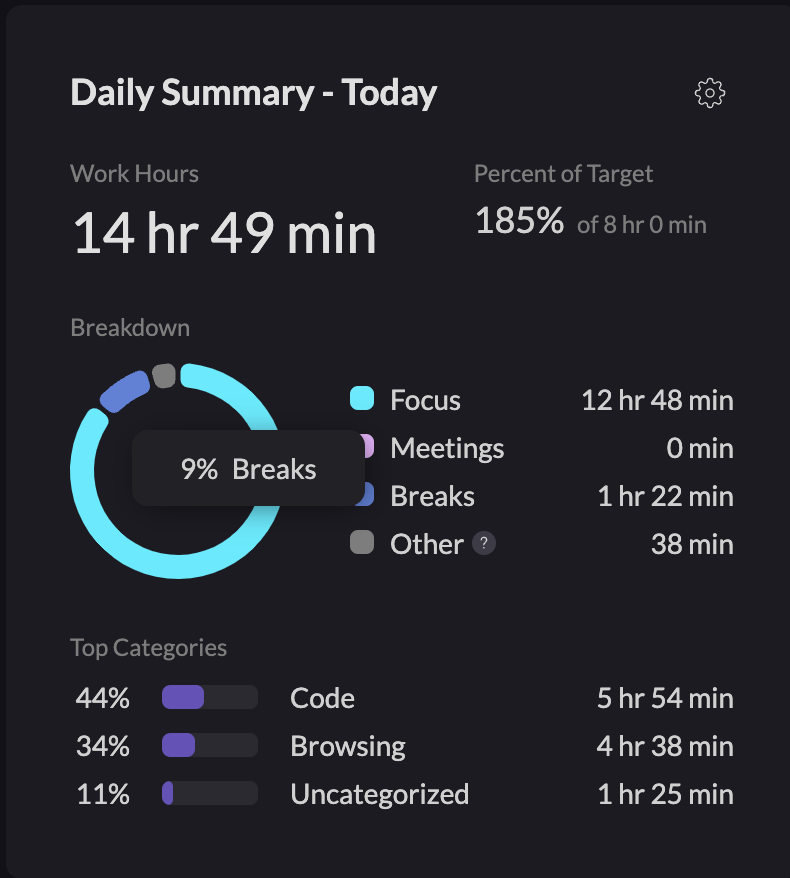 Daily Summary - Today
Work Hours
Percent of Target
14 hr 49 min
185% of 8 hr 0 min
Breakdown
Focus 12 hr 48 min
Meetings 0 min
9% Breaks
Breaks 1 hr 22 min
Other ? 38 min
Top Categories
44% Code 5 hr 54 min
34% Browsing 4 hr 38 min
11% Uncategorized 1 hr 25 min